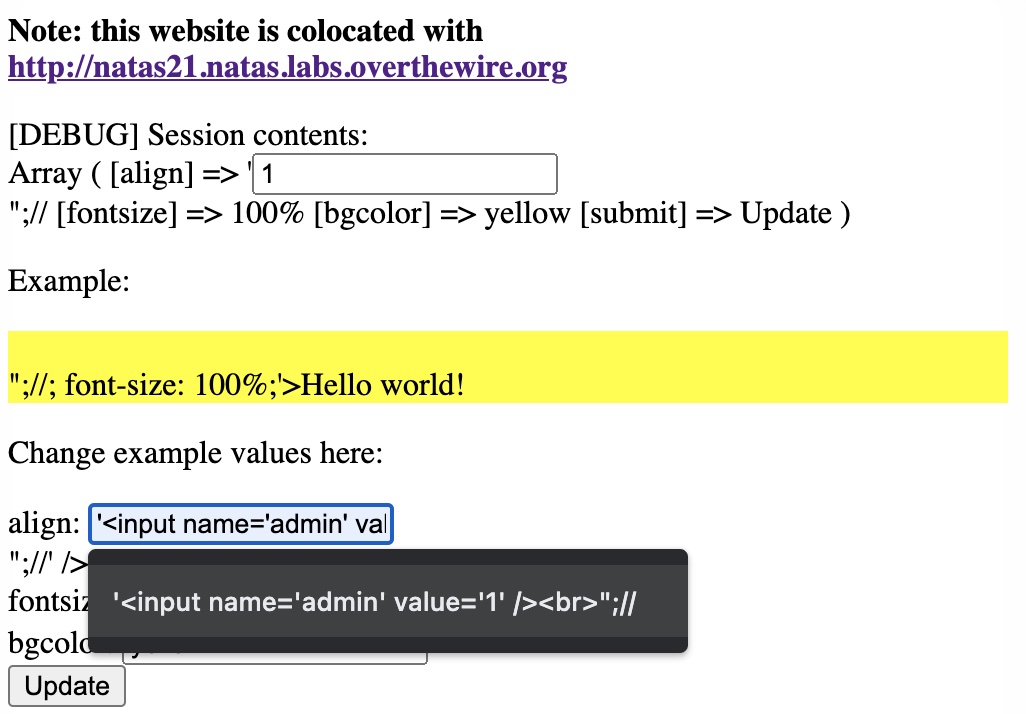 Note: this website is colocated with
http://natas21.natas.labs.overthewire.org
[DEBUG] Session contents:
Array ( [align] => '1
";// [fontsize] => 100% [bgcolor] => yellow [submit] => Update )
Example:
";//; font-size: 100%;'>Hello world!
Change example values here:
align: '<input name='admin' val
";//' />
'<input name='admin' value='1' /><br>";//
Update